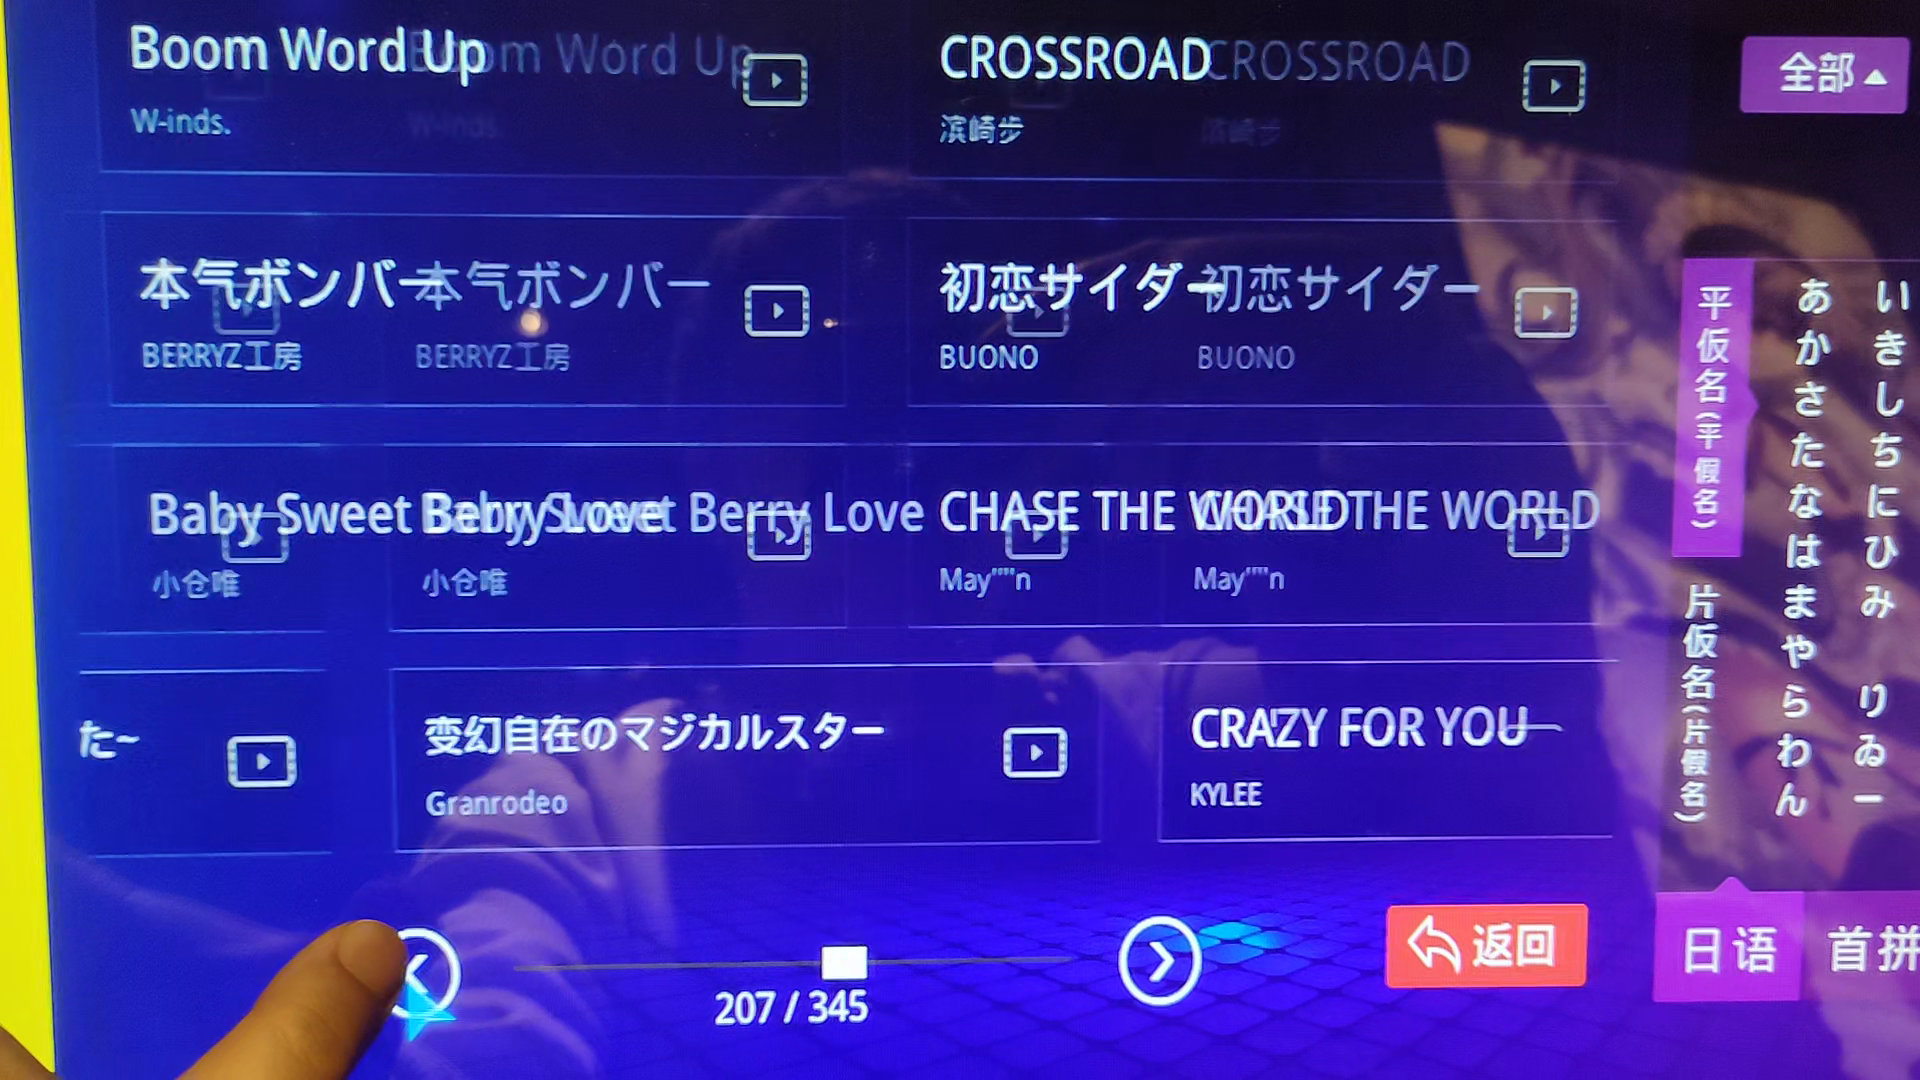 Boom Word Up
W-inds.
CROSSROAD
滨崎步
全部
本气ボンバー
BERRYZ工房
初恋サイダー
BUONO
Baby Sweet Berry Love
小仓唯
CHASE THE WORLD
May""n
た~
变幻自在のマジカルスター
Granrodeo
CRAZY FOR YOU
KYLEE
平仮名(平假名)
片仮名(片假名)
あかさたなはまやらわん
いきしちにひみ りゐー
207 / 345
返回
日语
首拼